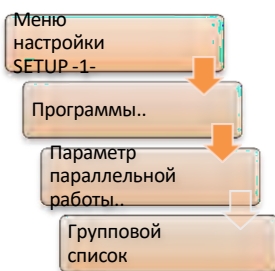 Меню
настройки
SETUP -1-
Программы..
Параметр
параллельной
работы..
Групповой
список